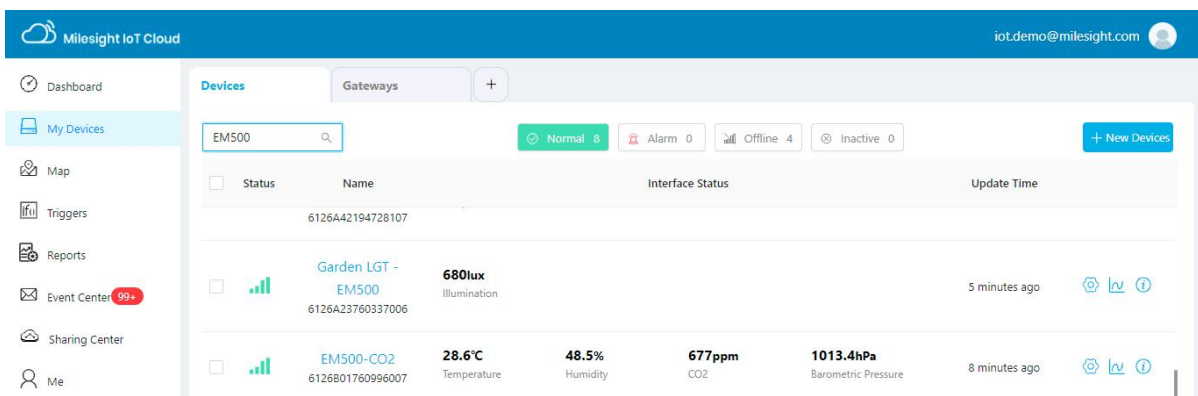 Milesight IoT Cloud
iot.demo@milesight.com
Dashboard
My Devices
Map
Triggers
Reports
Event Center 99+
Sharing Center
Me
Devices Gateways +
EM500
Normal 8 Alarm 0 Offline 4 Inactive 0
+ New Devices
Status Name Interface Status Update Time
6126A42194728107
Garden LGT -
EM500
6126A23760337006
680lux
Illumination
5 minutes ago
EM500-CO2
6126B01760996007
28.6℃ 48.5% 677ppm 1013.4hPa
Temperature Humidity CO2 Barometric Pressure
8 minutes ago